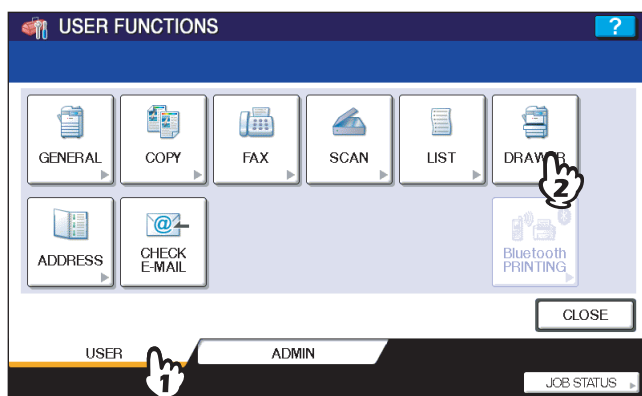 USER FUNCTIONS
?
GENERAL
COPY
FAX
SCAN
LIST
DRAWER
2
@
ADDRESS
CHECK
E-MAIL
Bluetooth
PRINTING
CLOSE
USER
1
ADMIN
JOB STATUS